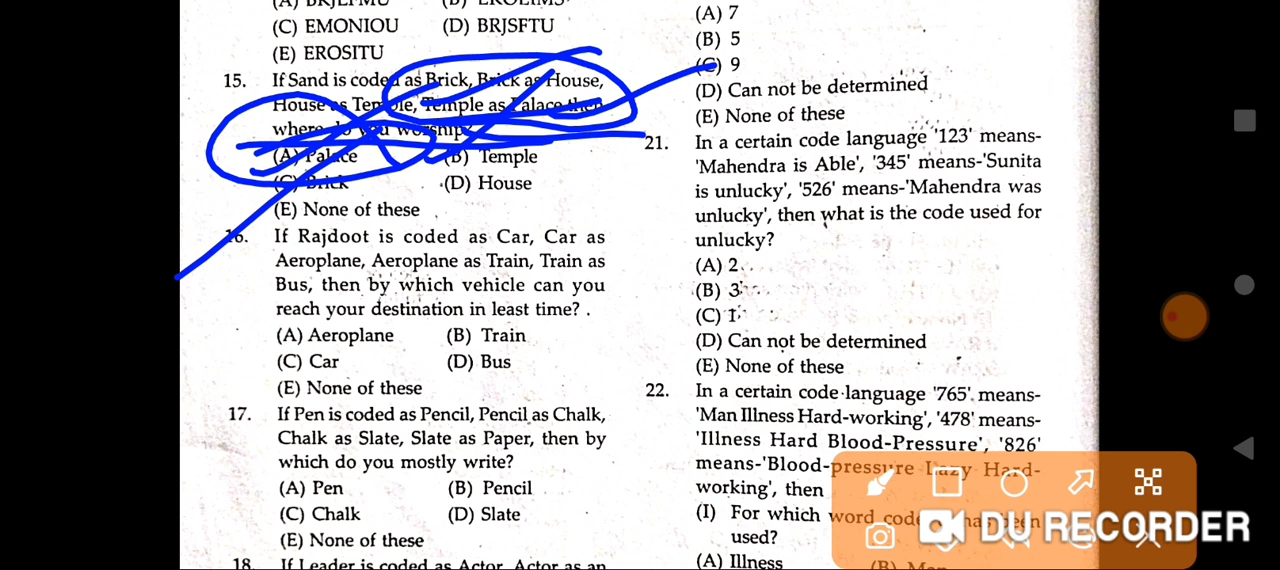 (C) EMONIOU (D) BRJSFTU
(E) EROSITU
15. If Sand is coded as Brick, Brick as House,
House as Temple, Temple as Palace then
where do you worship?
(A) Palace (B) Temple
(C) Brick (D) House
(E) None of these
16. If Rajdoot is coded as Car, Car as
Aeroplane, Aeroplane as Train, Train as
Bus, then by which vehicle can you
reach your destination in least time? .
(A) Aeroplane (B) Train
(C) Car (D) Bus
(E) None of these
17. If Pen is coded as Pencil, Pencil as Chalk,
Chalk as Slate, Slate as Paper, then by
which do you mostly write?
(A) Pen (B) Pencil
(C) Chalk (D) Slate
(E) None of these
18. If Leader is coded as Actor, Actor as an
(A) 7
(B) 5
(C) 9
(D) Can not be determined
(E) None of these
21. In a certain code language '123' means-
'Mahendra is Able', '345' means-'Sunita
is unlucky', '526' means-'Mahendra was
unlucky', then what is the code used for
unlucky?
(A) 2
(B) 3
(C) 1
(D) Can not be determined
(E) None of these
22. In a certain code language '765' means-
'Man Illness Hard-working', '478' means-
'Illness Hard Blood-Pressure', '826'
means-'Blood-pressure Lazy Hard-
working', then
(I) For which word code has been
used?
(A) Illness (B) Man
DU RECORDER